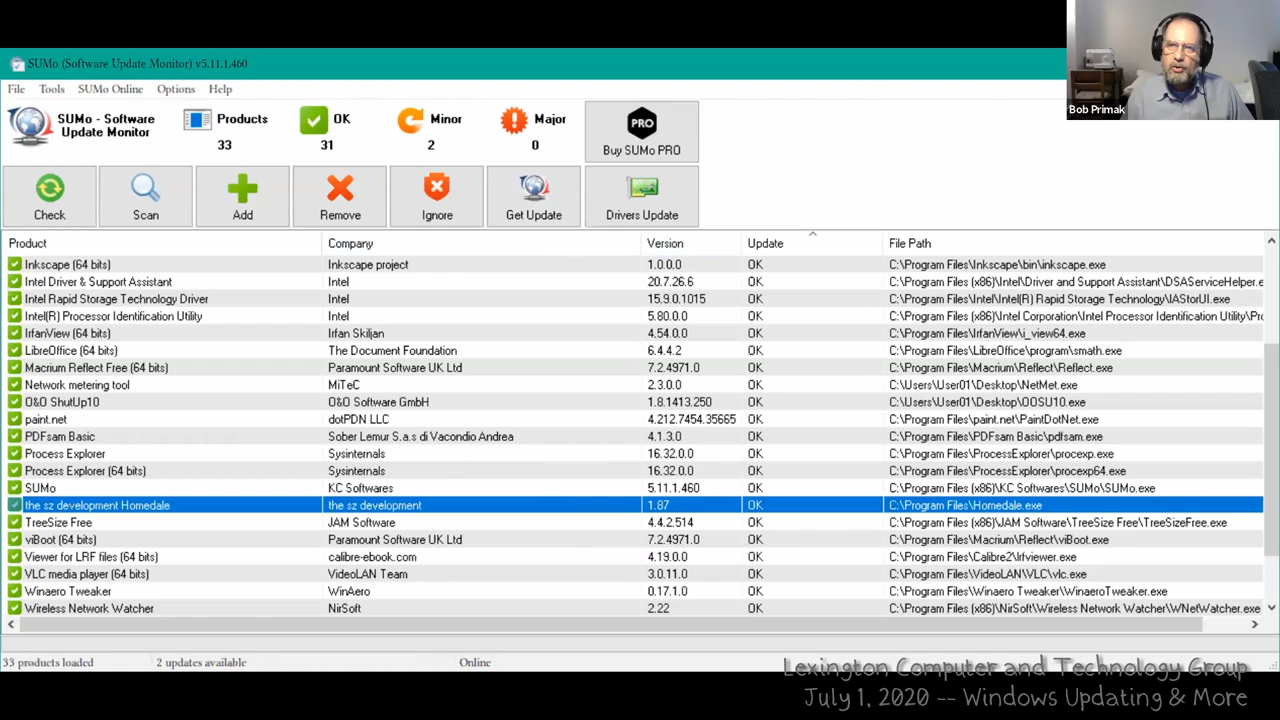 Bob Primak
SUMo (Software Update Monitor) v5.11.1.460
File Tools SUMo Online Options Help
SUMo - Software Update Monitor
Products 33
OK 31
Minor 2
Major 0
PRO
Buy SUMo PRO
Check Scan Add Remove Ignore Get Update Drivers Update
Product Company Version Update File Path
Inkscape (64 bits) Inkscape project 1.0.0.0 OK C:\Program Files\Inkscape\bin\inkscape.exe
Intel Driver & Support Assistant Intel 20.7.26.6 OK C:\Program Files (x86)\Intel\Driver and Support Assistant\DSAServiceHelper.e
Intel Rapid Storage Technology Driver Intel 15.9.0.1015 OK C:\Program Files\Intel\Intel(R) Rapid Storage Technology\IAStorUI.exe
Intel(R) Processor Identification Utility Intel 5.80.0.0 OK C:\Program Files (x86)\Intel Corporation\Intel Processor Identification Utility\Pro
IrfanView (64 bits) Irfan Skiljan 4.54.0.0 OK C:\Program Files\IrfanView\i_view64.exe
LibreOffice (64 bits) The Document Foundation 6.4.4.2 OK C:\Program Files\LibreOffice\program\smath.exe
Macrium Reflect Free (64 bits) Paramount Software UK Ltd 7.2.4971.0 OK C:\Program Files\Macrium\Reflect\Reflect.exe
Network metering tool MiTeC 2.3.0.0 OK C:\Users\User01\Desktop\NetMet.exe
O&O ShutUp10 O&O Software GmbH 1.8.1413.250 OK C:\Users\User01\Desktop\OOSU10.exe
paint.net dotPDN LLC 4.212.7454.35665 OK C:\Program Files\paint.net\PaintDotNet.exe
PDFsam Basic Sober Lemur S.a.s di Vacondio Andrea 4.1.3.0 OK C:\Program Files\PDFsam Basic\pdfsam.exe
Process Explorer Sysinternals 16.32.0.0 OK C:\Program Files\ProcessExplorer\procexp.exe
Process Explorer (64 bits) Sysinternals 16.32.0.0 OK C:\Program Files\ProcessExplorer\procexp64.exe
SUMo KC Softwares 5.11.1.460 OK C:\Program Files (x86)\KC Softwares\SUMo\SUMo.exe
the sz development Homedale the sz development 1.87 OK C:\Program Files\Homedale.exe
TreeSize Free JAM Software 4.4.2.514 OK C:\Program Files (x86)\JAM Software\TreeSize Free\TreeSizeFree.exe
viBoot (64 bits) Paramount Software UK Ltd 7.2.4971.0 OK C:\Program Files\Macrium\Reflect\viBoot.exe
Viewer for LRF files (64 bits) calibre-ebook.com 4.19.0.0 OK C:\Program Files\Calibre2\lrfviewer.exe
VLC media player (64 bits) VideoLAN Team 3.0.11.0 OK C:\Program Files\VideoLAN\VLC\vlc.exe
Winaero Tweaker WinAero 0.17.1.0 OK C:\Program Files\Winaero Tweaker\WinaeroTweaker.exe
Wireless Network Watcher NirSoft 2.22 OK C:\Program Files (x86)\NirSoft\Wireless Network Watcher\WNetWatcher.exe
33 products loaded 2 updates available Online
Lexington Computer and Technology Group
July 1, 2020 -- Windows Updating & More